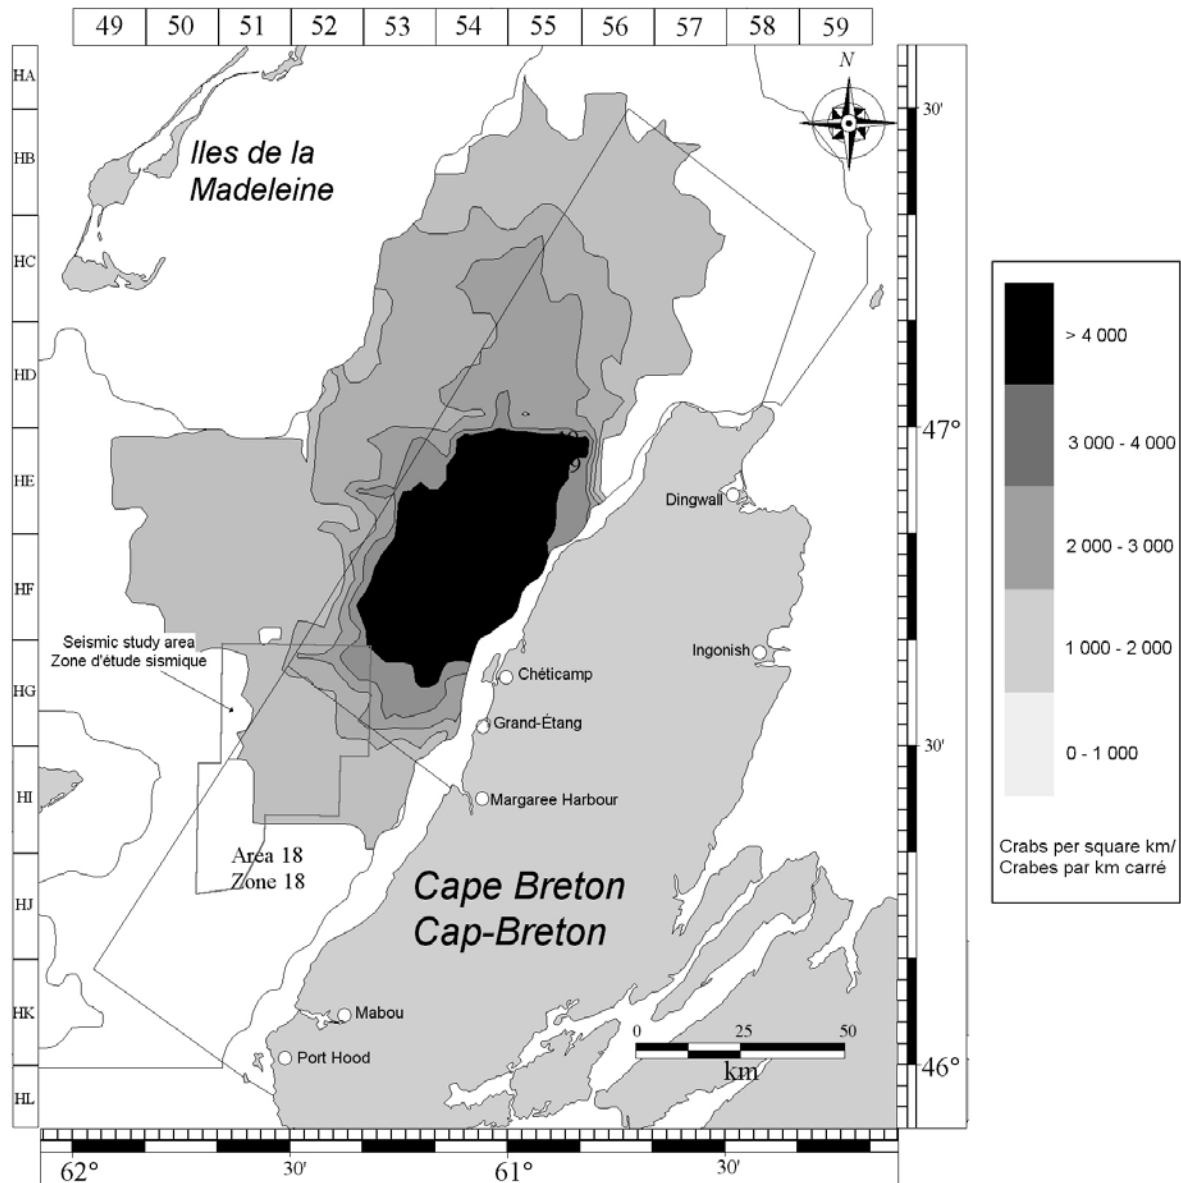 49 50 51 52 53 54 55 56 57 58 59
HA
HB
HC
HD
HE
HF
HG
HI
HJ
HK
HL
N
30'
47°
30'
46°
Iles de la
Madeleine
Dingwall
Ingonish
Seismic study area
Zone d'étude sismique
Chéticamp
Grand-Étang
Margaree Harbour
Area 18
Zone 18
Cape Breton
Cap-Breton
Mabou
Port Hood
0 25 50
km
62° 30' 61° 30'
> 4 000
3 000 - 4 000
2 000 - 3 000
1 000 - 2 000
0 - 1 000
Crabs per square km/
Crabes par km carré